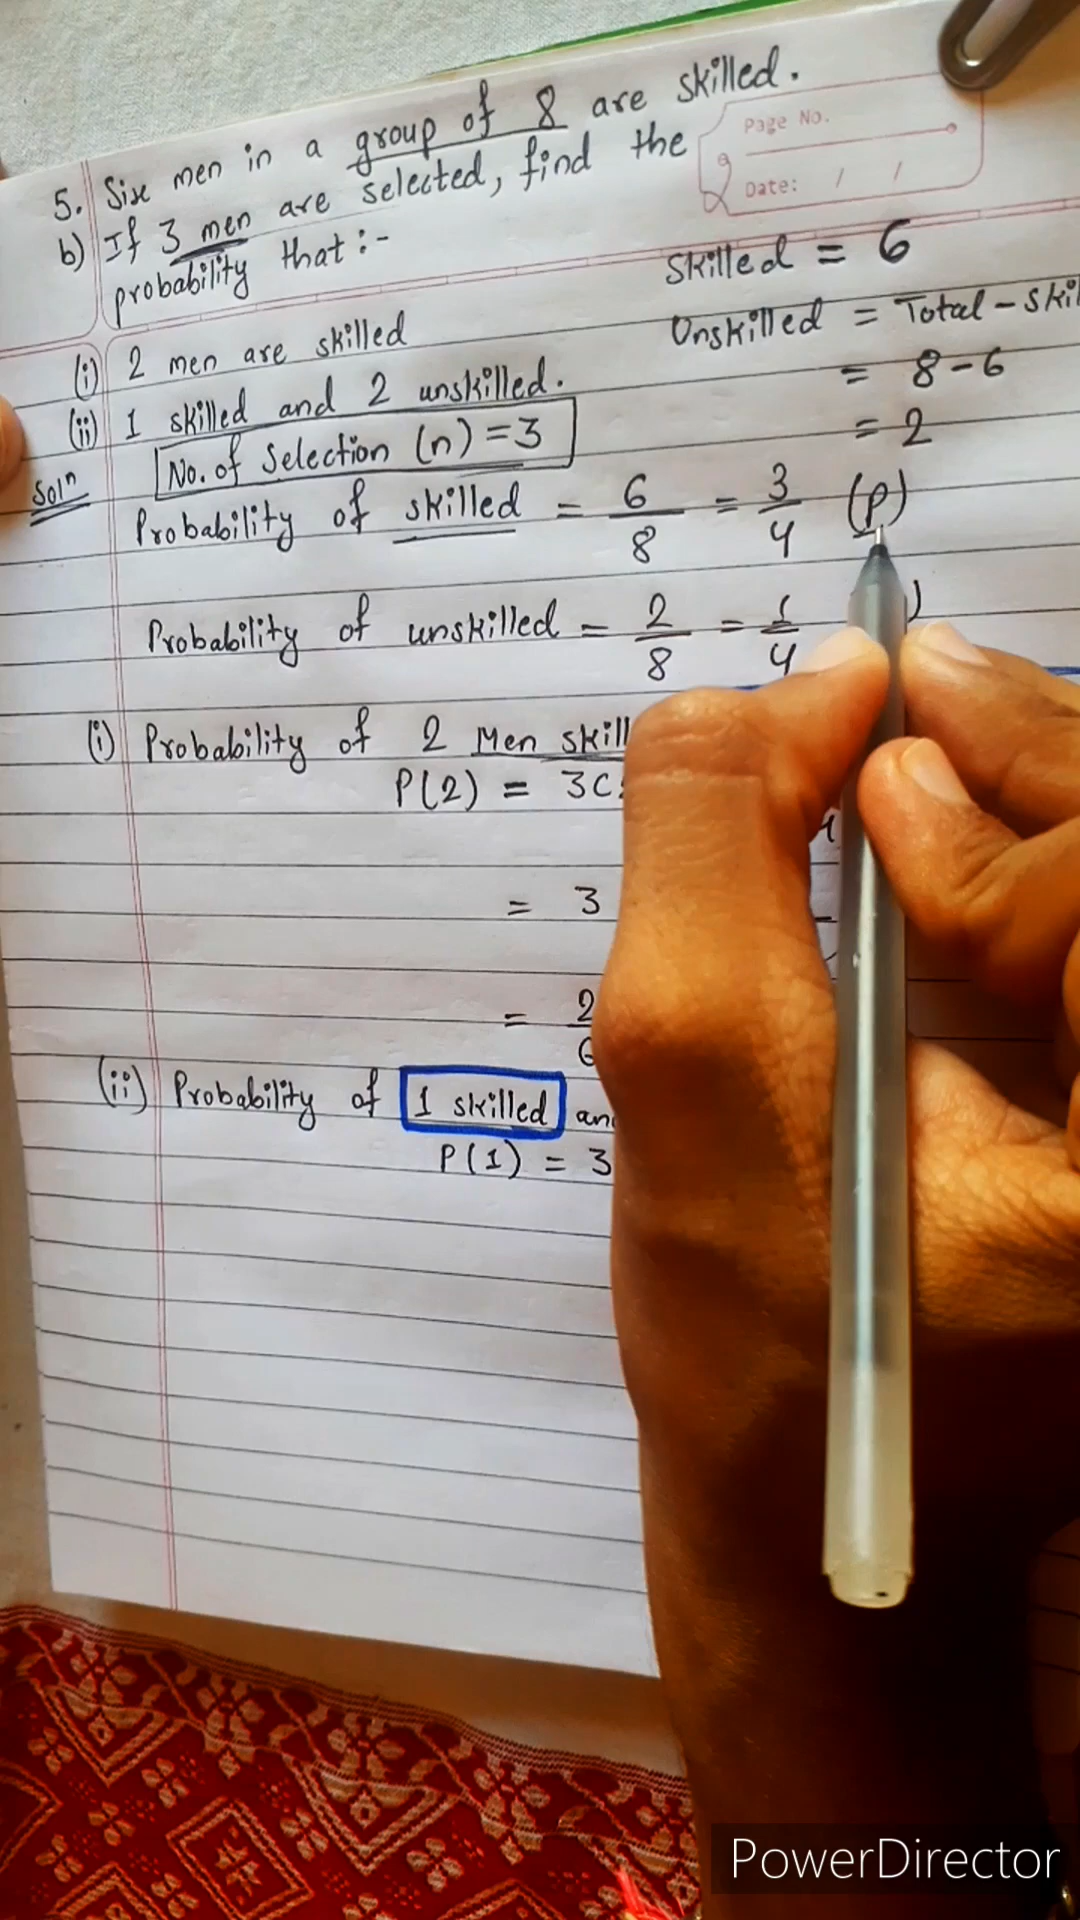 5. Six men in a group of 8 are skilled.
b) If 3 men are selected, find the
probability that :-
Page No.
Date: / /
(i) 2 men are skilled
(ii) 1 skilled and 2 unskilled.
Skilled = 6
Unskilled = Total - Skil
= 8 - 6
= 2
Solⁿ
No. of Selection (n) = 3
Probability of skilled = 6/8 = 3/4 (p)
Probability of unskilled = 2/8 = 1/4 )
(i) Probability of 2 Men skill
P(2) = 3C
4
= 3
= 2
6
(ii) Probability of 1 skilled an
P(1) = 3
PowerDirector